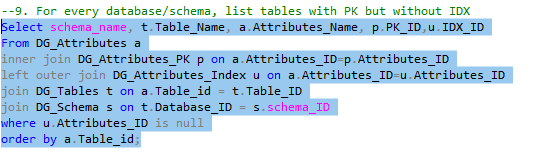 --9. For every database/schema, list tables with PK but without IDX
Select schema_name, t.Table_Name, a.Attributes_Name, p.PK_ID,u.IDX_ID
From DG_Attributes a
inner join DG_Attributes_PK p on a.Attributes_ID=p.Attributes_ID
left outer join DG_Attributes_Index u on a.Attributes_ID=u.Attributes_ID
join DG_Tables t on a.Table_id = t.Table_ID
join DG_Schema s on t.Database_ID = s.schema_ID
where u.Attributes_ID is null
order by a.Table_id;